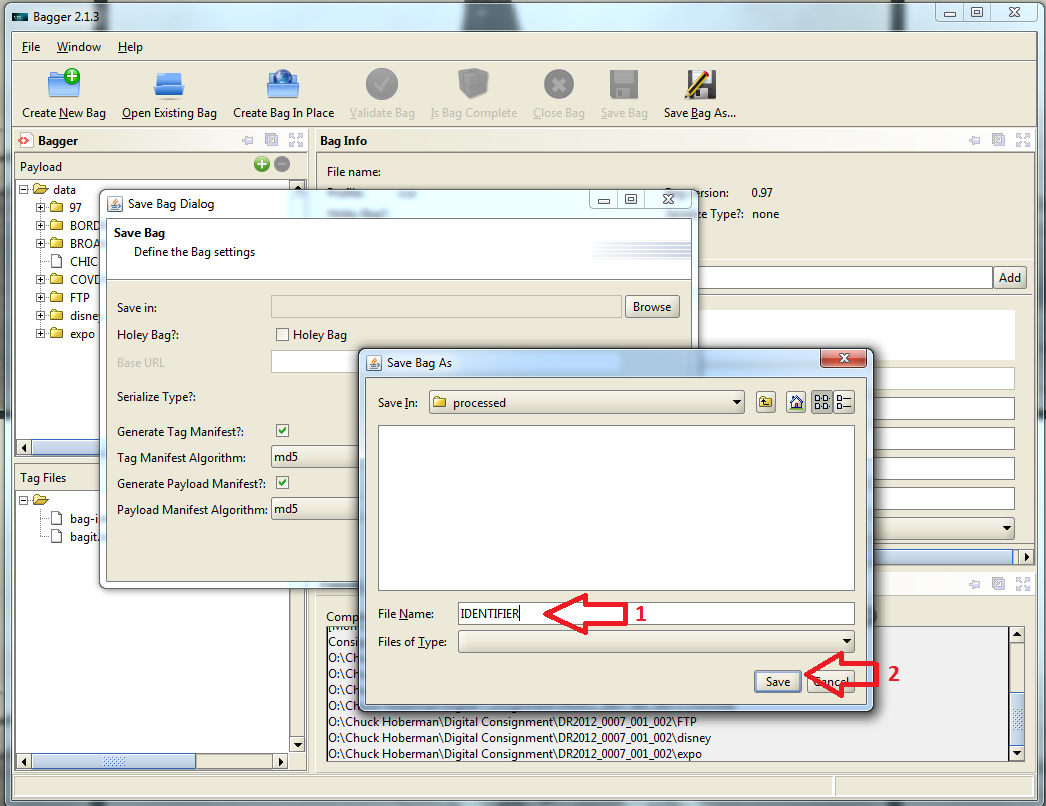 Bagger 2.1.3
File Window Help
Create New Bag Open Existing Bag Create Bag In Place Validate Bag Is Bag Complete Close Bag Save Bag Save Bag As...
Bagger
Payload
data
97
BORD
BROA
CHIC
COVD
FTP
disney
expo
Tag Files
bag-i
bagit.
Bag Info
File name:
ersion: 0.97
Serialize Type?: none
Add
Save Bag Dialog
Save Bag
Define the Bag settings
Save in: Browse
Holey Bag?: Holey Bag
Base URL
Serialize Type?:
Generate Tag Manifest?:
Tag Manifest Algorithm: md5
Generate Payload Manifest?:
Payload Manifest Algorithm: md5
Save Bag As
Save In: processed
File Name: IDENTIFIER 1
Files of Type:
Save Cancel 2
Comp
Consi
O:\Chu
O:\Ch
O:\Ch
O:\Ch
O:\Chuck Hoberman\Digital Consignment\DR2012_0007_001_002\FTP
O:\Chuck Hoberman\Digital Consignment\DR2012_0007_001_002\disney
O:\Chuck Hoberman\Digital Consignment\DR2012_0007_001_002\expo